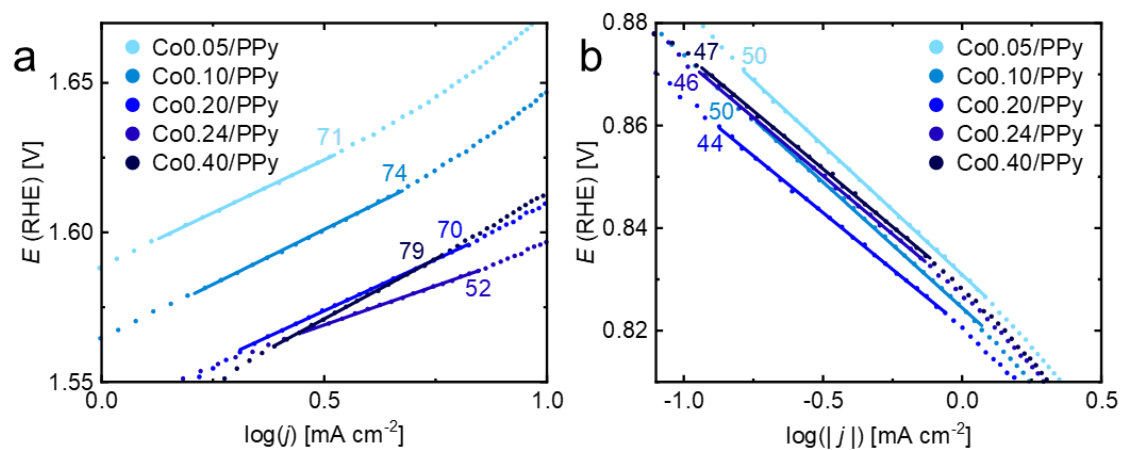 a
Co0.05/PPy
Co0.10/PPy
Co0.20/PPy
Co0.24/PPy
Co0.40/PPy
71
74
70
79
52
1.65
1.60
1.55
E (RHE) [V]
0.0
0.5
1.0
log(j) [mA cm⁻²]
b
Co0.05/PPy
Co0.10/PPy
Co0.20/PPy
Co0.24/PPy
Co0.40/PPy
47
50
46
50
44
0.88
0.86
0.84
0.82
E (RHE) [V]
-1.0
-0.5
0.0
0.5
log(| j |) [mA cm⁻²]